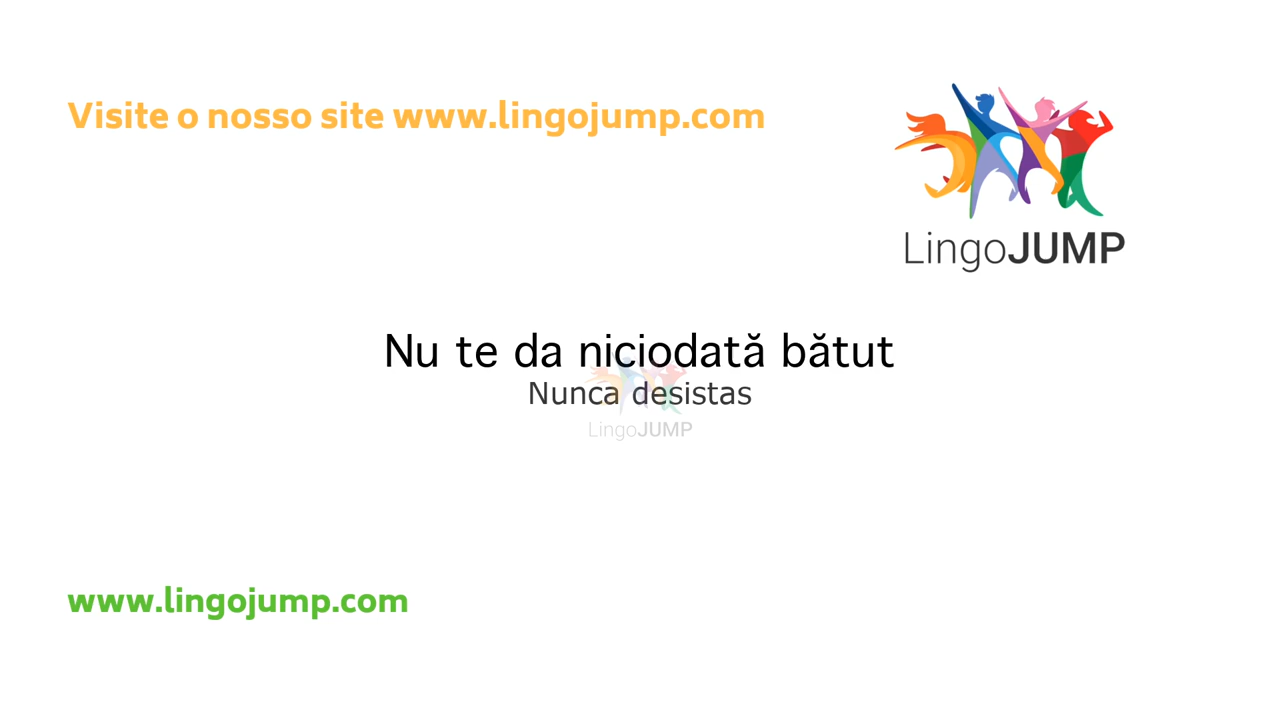 Visite o nosso site www.lingojump.com
LingoJUMP
Nu te da niciodată bătut
Nunca desistas
LingoJUMP
www.lingojump.com